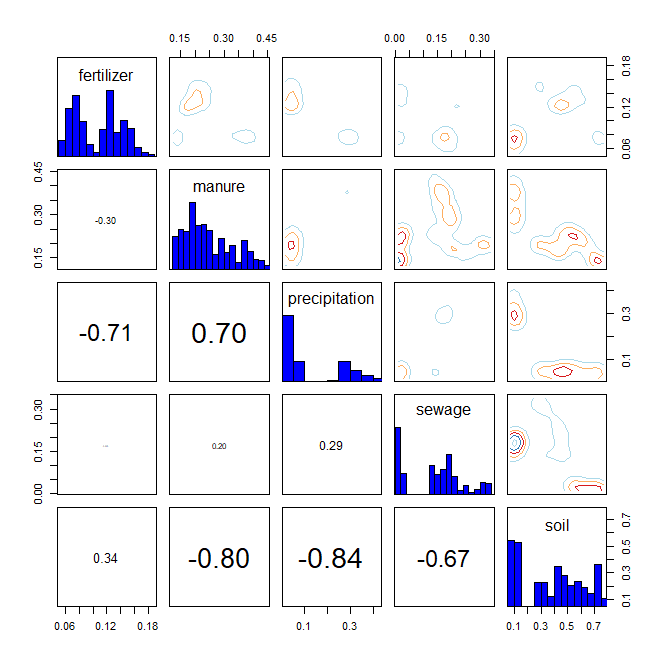 0.15 0.30 0.45 0.00 0.15 0.30
fertilizer
0.06 0.12 0.18
manure
0.15 0.30 0.45
-0.30
precipitation
-0.71 0.70
0.1 0.3
sewage
0.00 0.15 0.30
0.20 0.29
soil
0.34 -0.80 -0.84 -0.67
0.1 0.3 0.5 0.7
0.06 0.12 0.18 0.1 0.3 0.1 0.3 0.5 0.7